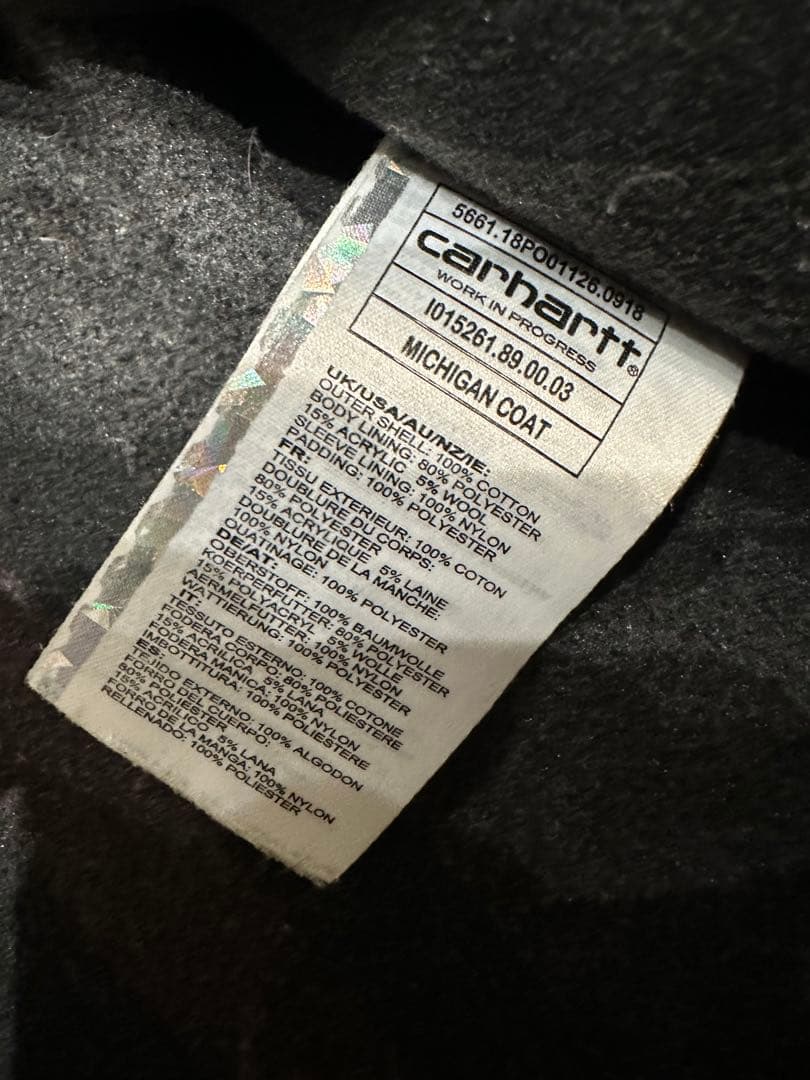 5661.18PO01126.0918
carhartt®
WORK IN PROGRESS
I015261.89.00.03
MICHIGAN COAT
UK/USA/AU/NZ/IE:
OUTER SHELL: 100% COTTON
BODY LINING: 80% POLYESTER
15% ACRYLIC 5% WOOL
SLEEVE LINING: 100% NYLON
PADDING: 100% POLYESTER
FR:
TISSU EXTERIEUR: 100% COTON
DOUBLURE DU CORPS:
80% POLYESTER
15% ACRYLIQUE 5% LAINE
DOUBLURE DE LA MANCHE:
100% NYLON
OUATINAGE: 100% POLYESTER
DE/AT:
OBERSTOFF: 100% BAUMWOLLE
KOERPERFUTTER: 80% POLYESTER
15% POLYACRYL 5% WOLLE
AERMELFUTTER: 100% NYLON
WATTIERUNG: 100% POLYESTER
IT:
TESSUTO ESTERNO: 100% COTONE
FODERA CORPO: 80% POLIESTERE
15% ACRILICA 5% LANA
FODERA MANICA: 100% NYLON
IMBOTTITURA: 100% POLIESTERE
ES:
TEJIDO EXTERNO: 100% ALGODON
FORRO DEL CUERPO:
80% POLIESTER
15% ACRILICO 5% LANA
FORRO DE LA MANGA: 100% NYLON
RELLENADO: 100% POLIESTER